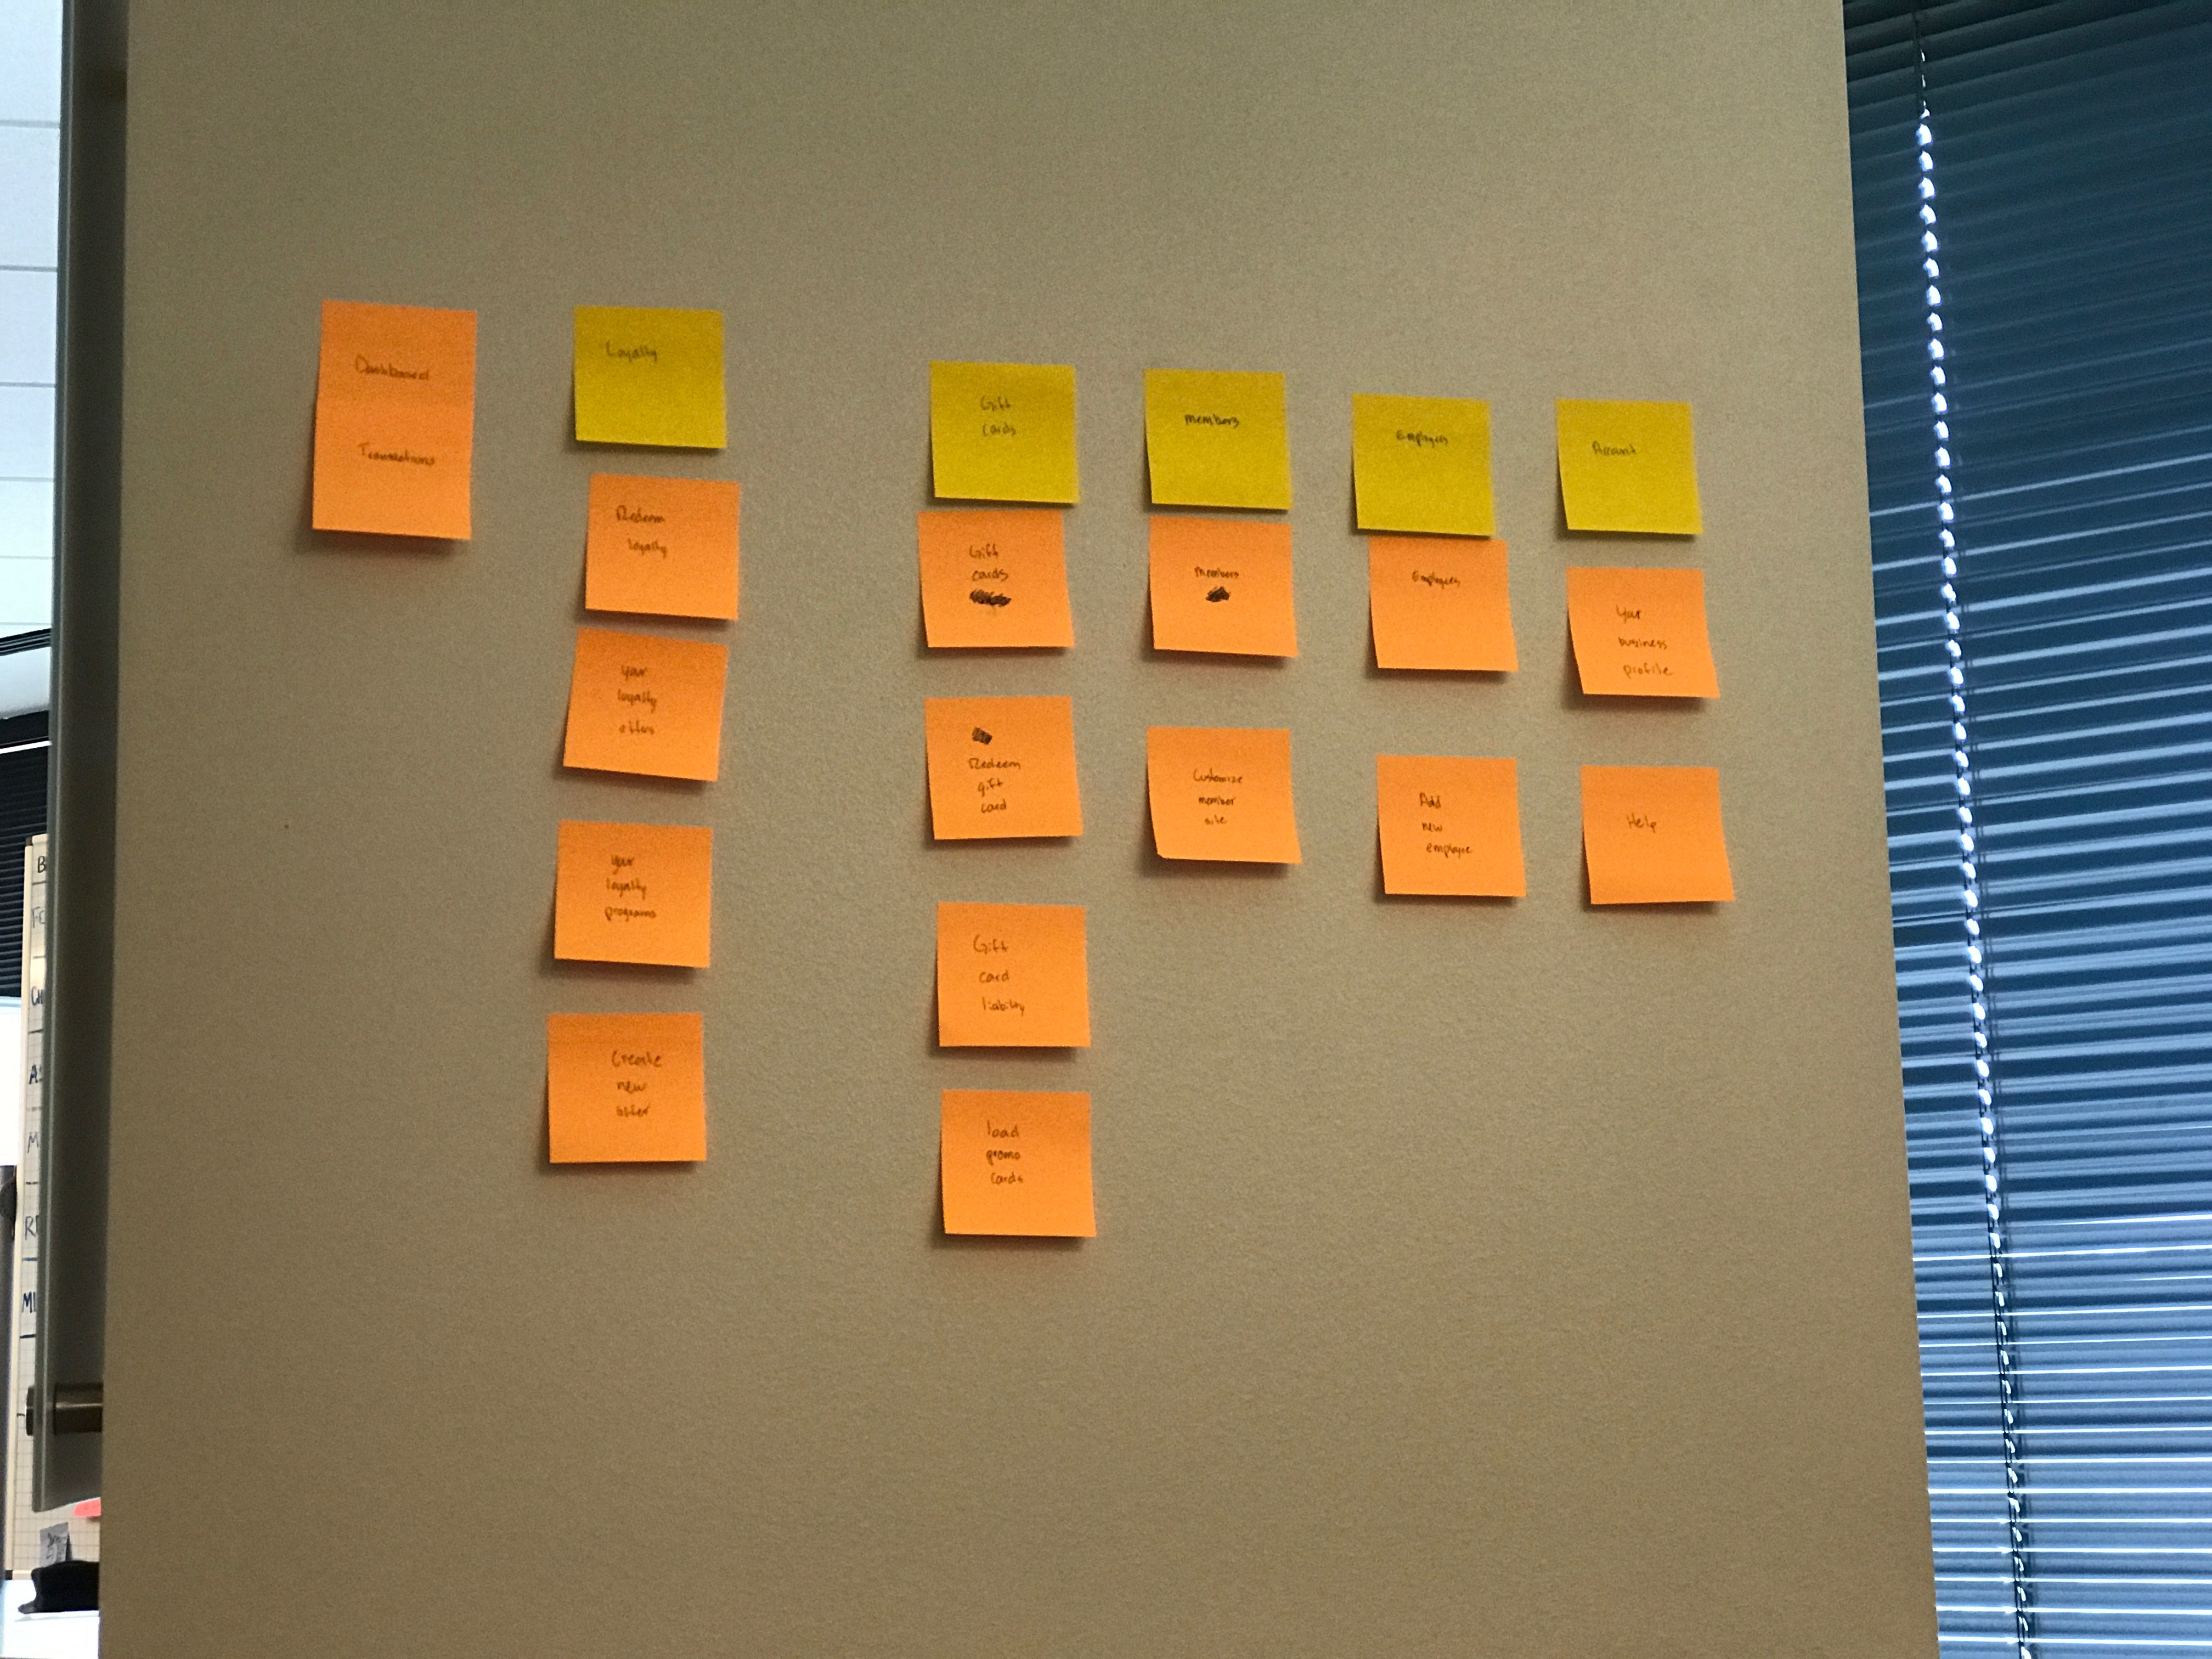 Dashboard
Transactions
Loyalty
Redeem
loyalty
Your
loyalty
offers
Your
loyalty
programs
Create
new
offer
Gift
cards
Gift
cards
Redeem
gift
card
Gift
card
liability
load
promo
cards
members
members
Customize
member
site
Employees
Employees
Add
new
employee
Account
Your
business
profile
Help